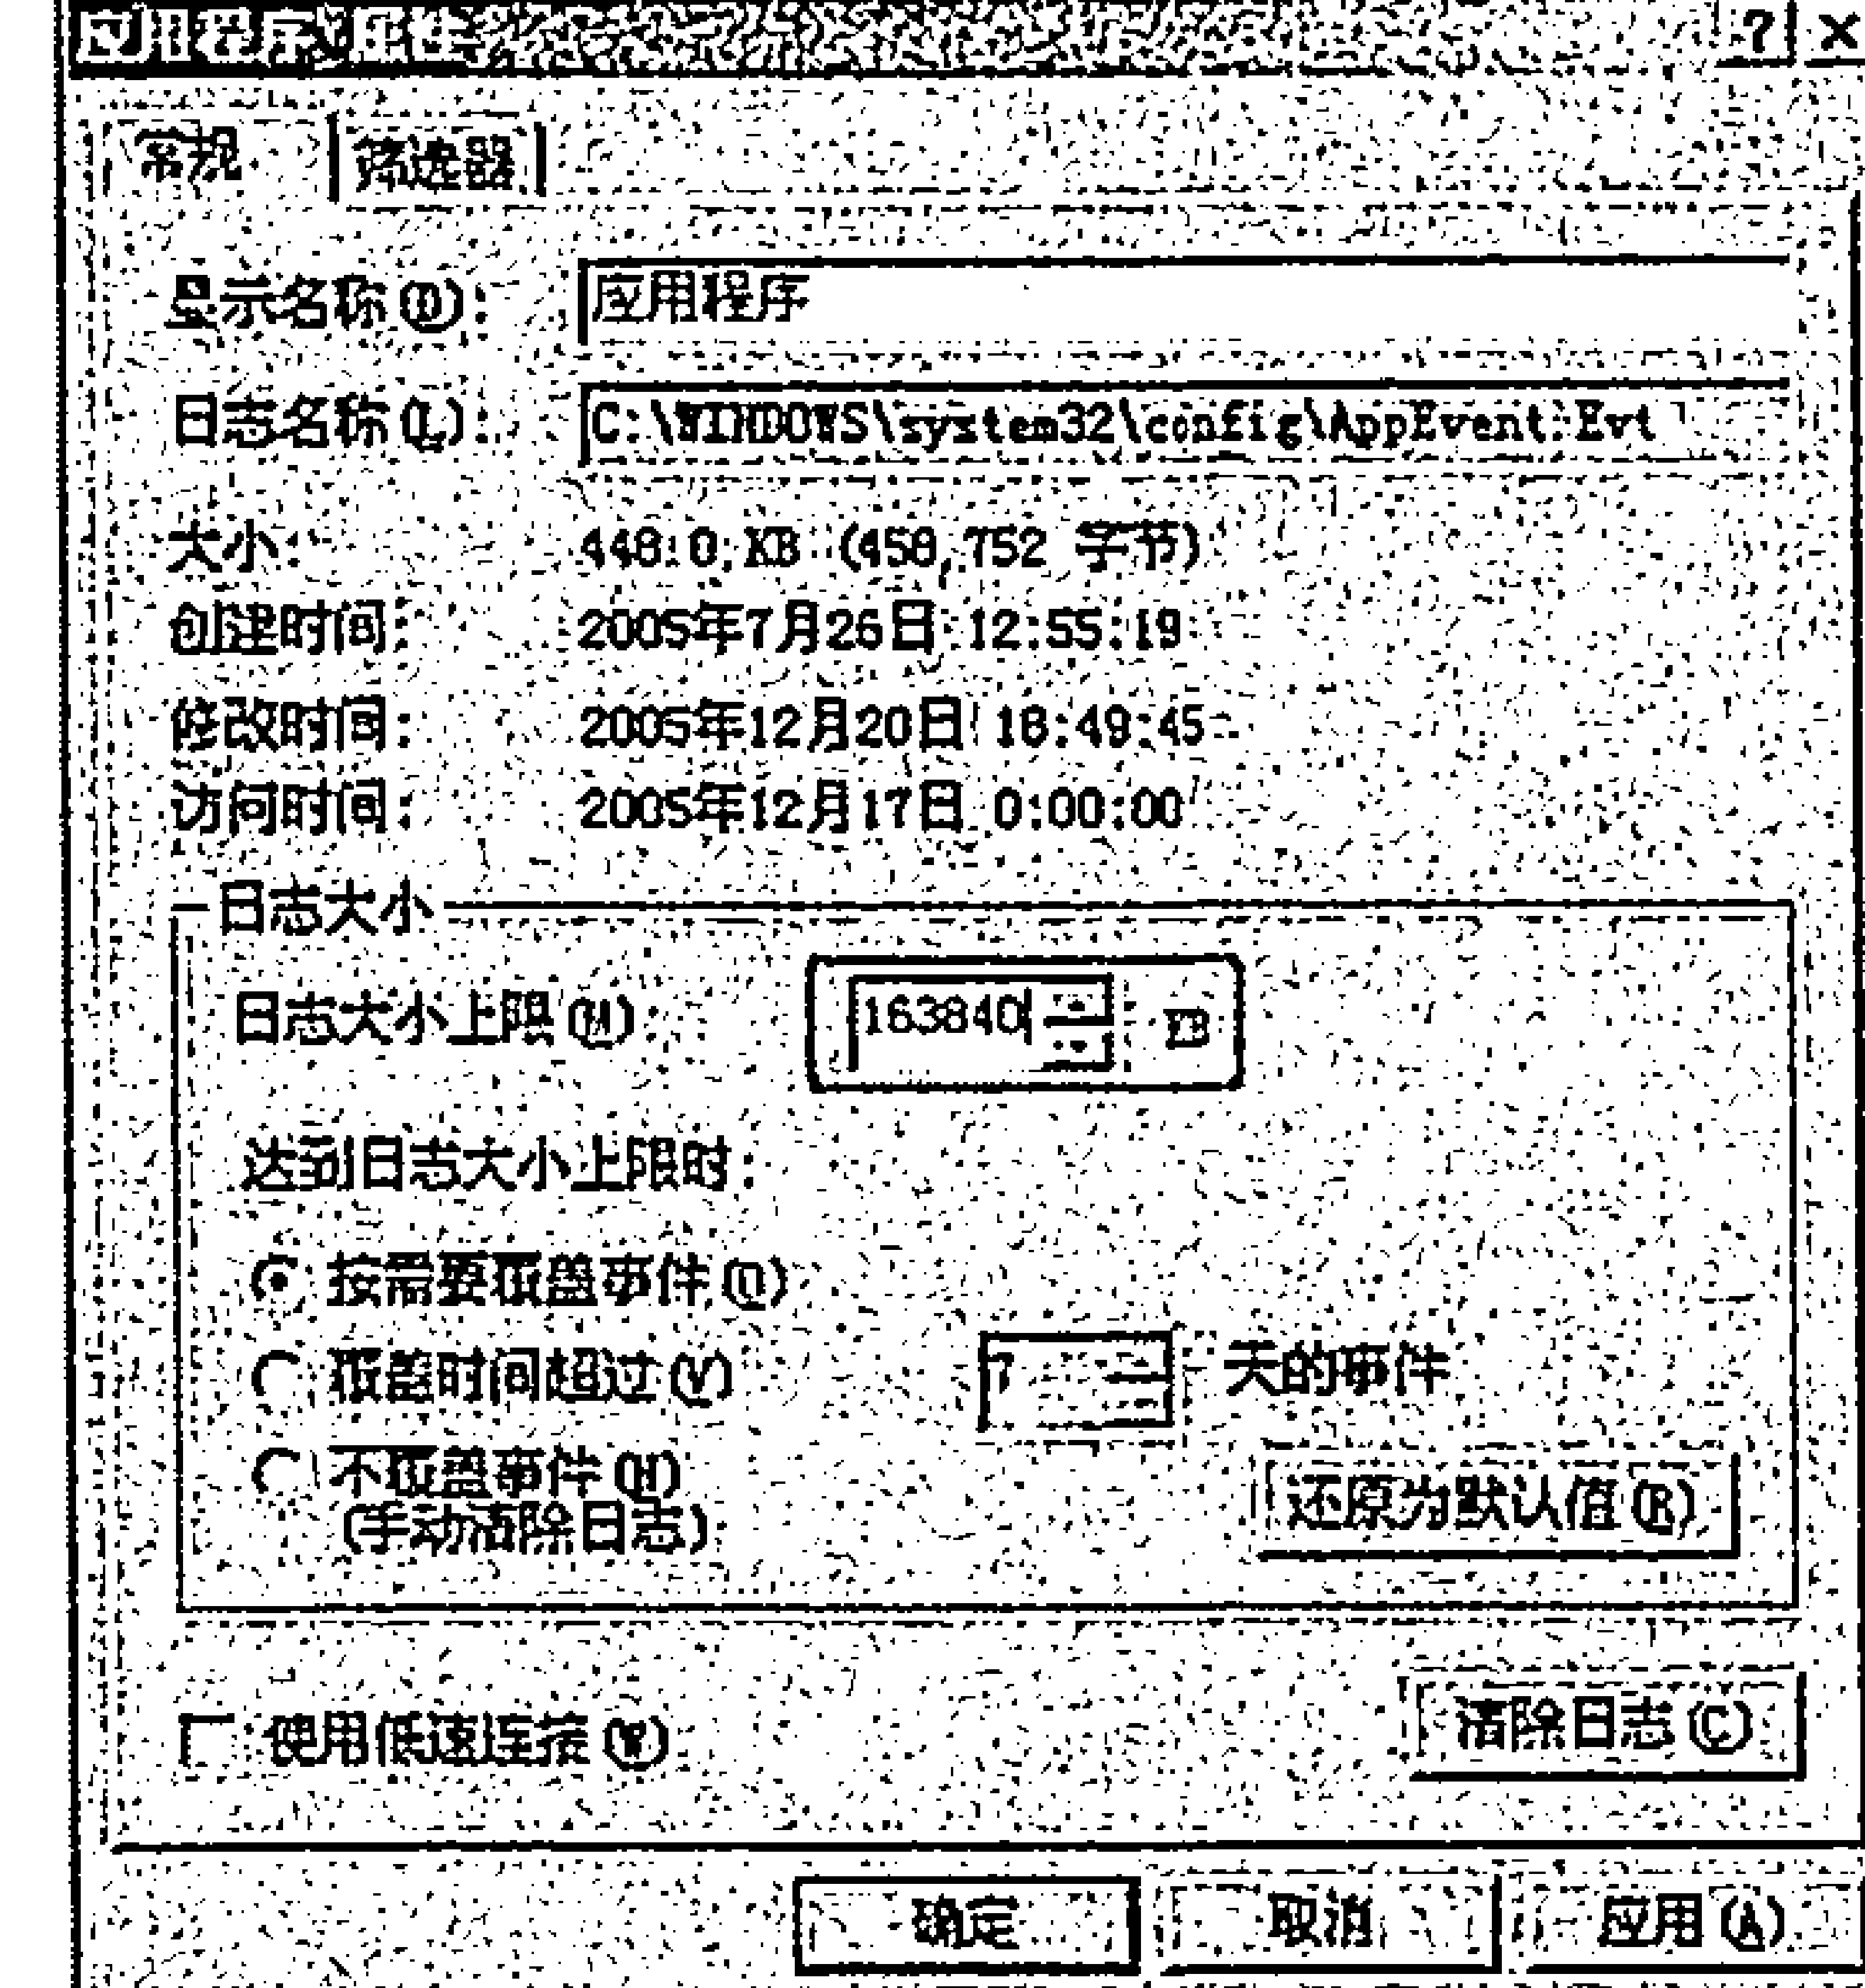 应用程序 属性 ? ×
常规 筛选器
显示名称(D): 应用程序
日志名称(L): C:\WINDOWS\system32\config\AppEvent.Evt
大小: 448.0 KB (458,752 字节)
创建时间: 2005年7月26日 12:55:19
修改时间: 2005年12月20日 18:49:45
访问时间: 2005年12月17日 0:00:00
日志大小
日志大小上限(M): 163840 KB
达到日志大小上限时:
按需要覆盖事件(O)
覆盖时间超过(V) 7 天的事件
不覆盖事件(N)
(手动清除日志)
还原为默认值(R)
使用低速连接(W)
清除日志(C)
确定 取消 应用(A)